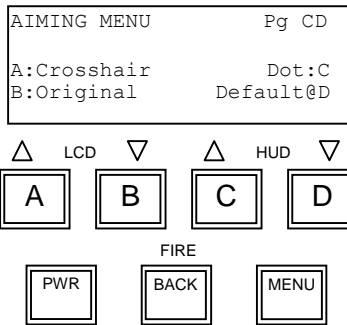 AIMING MENU Pg CD
A:Crosshair Dot:C
B:Original Default@D
LCD HUD
A B C D
FIRE
PWR BACK MENU